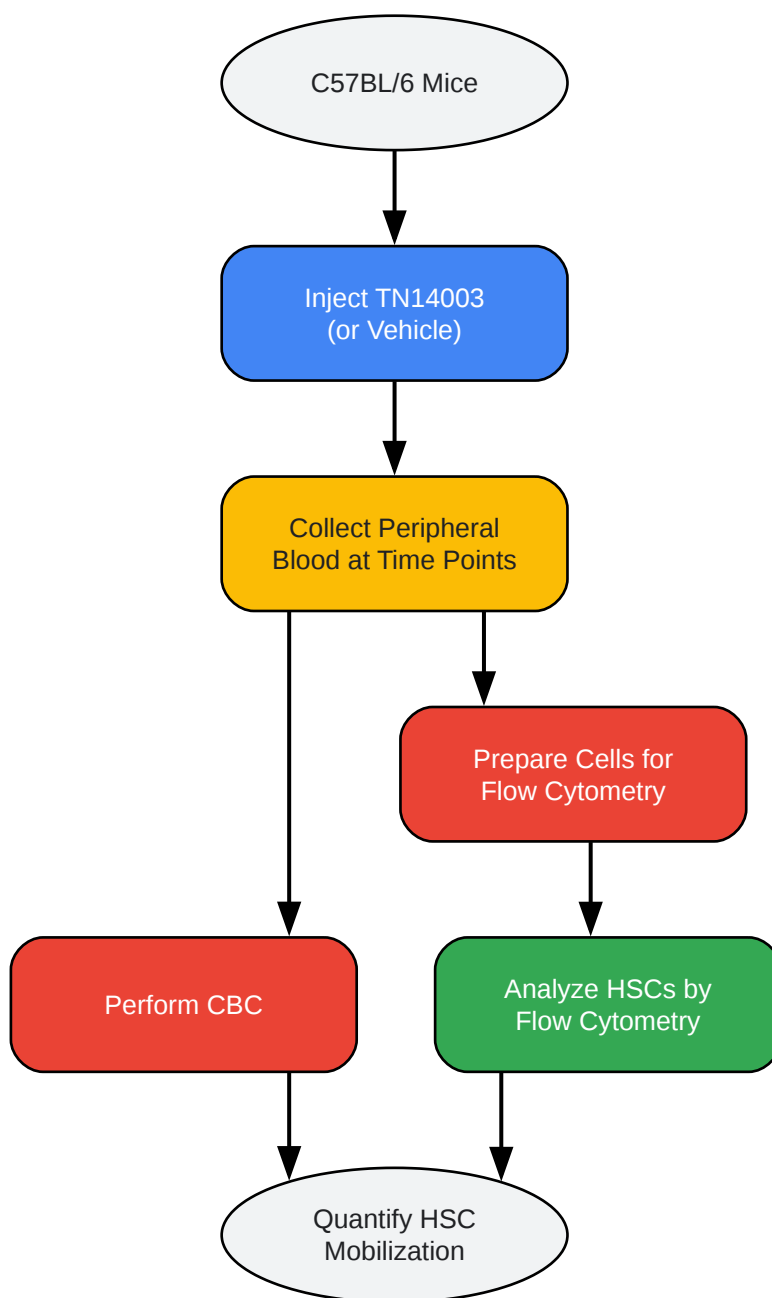 C57BL/6 Mice
Inject TN14003
(or Vehicle)
Collect Peripheral
Blood at Time Points
Prepare Cells for
Flow Cytometry
Perform CBC
Analyze HSCs by
Flow Cytometry
Quantify HSC
Mobilization